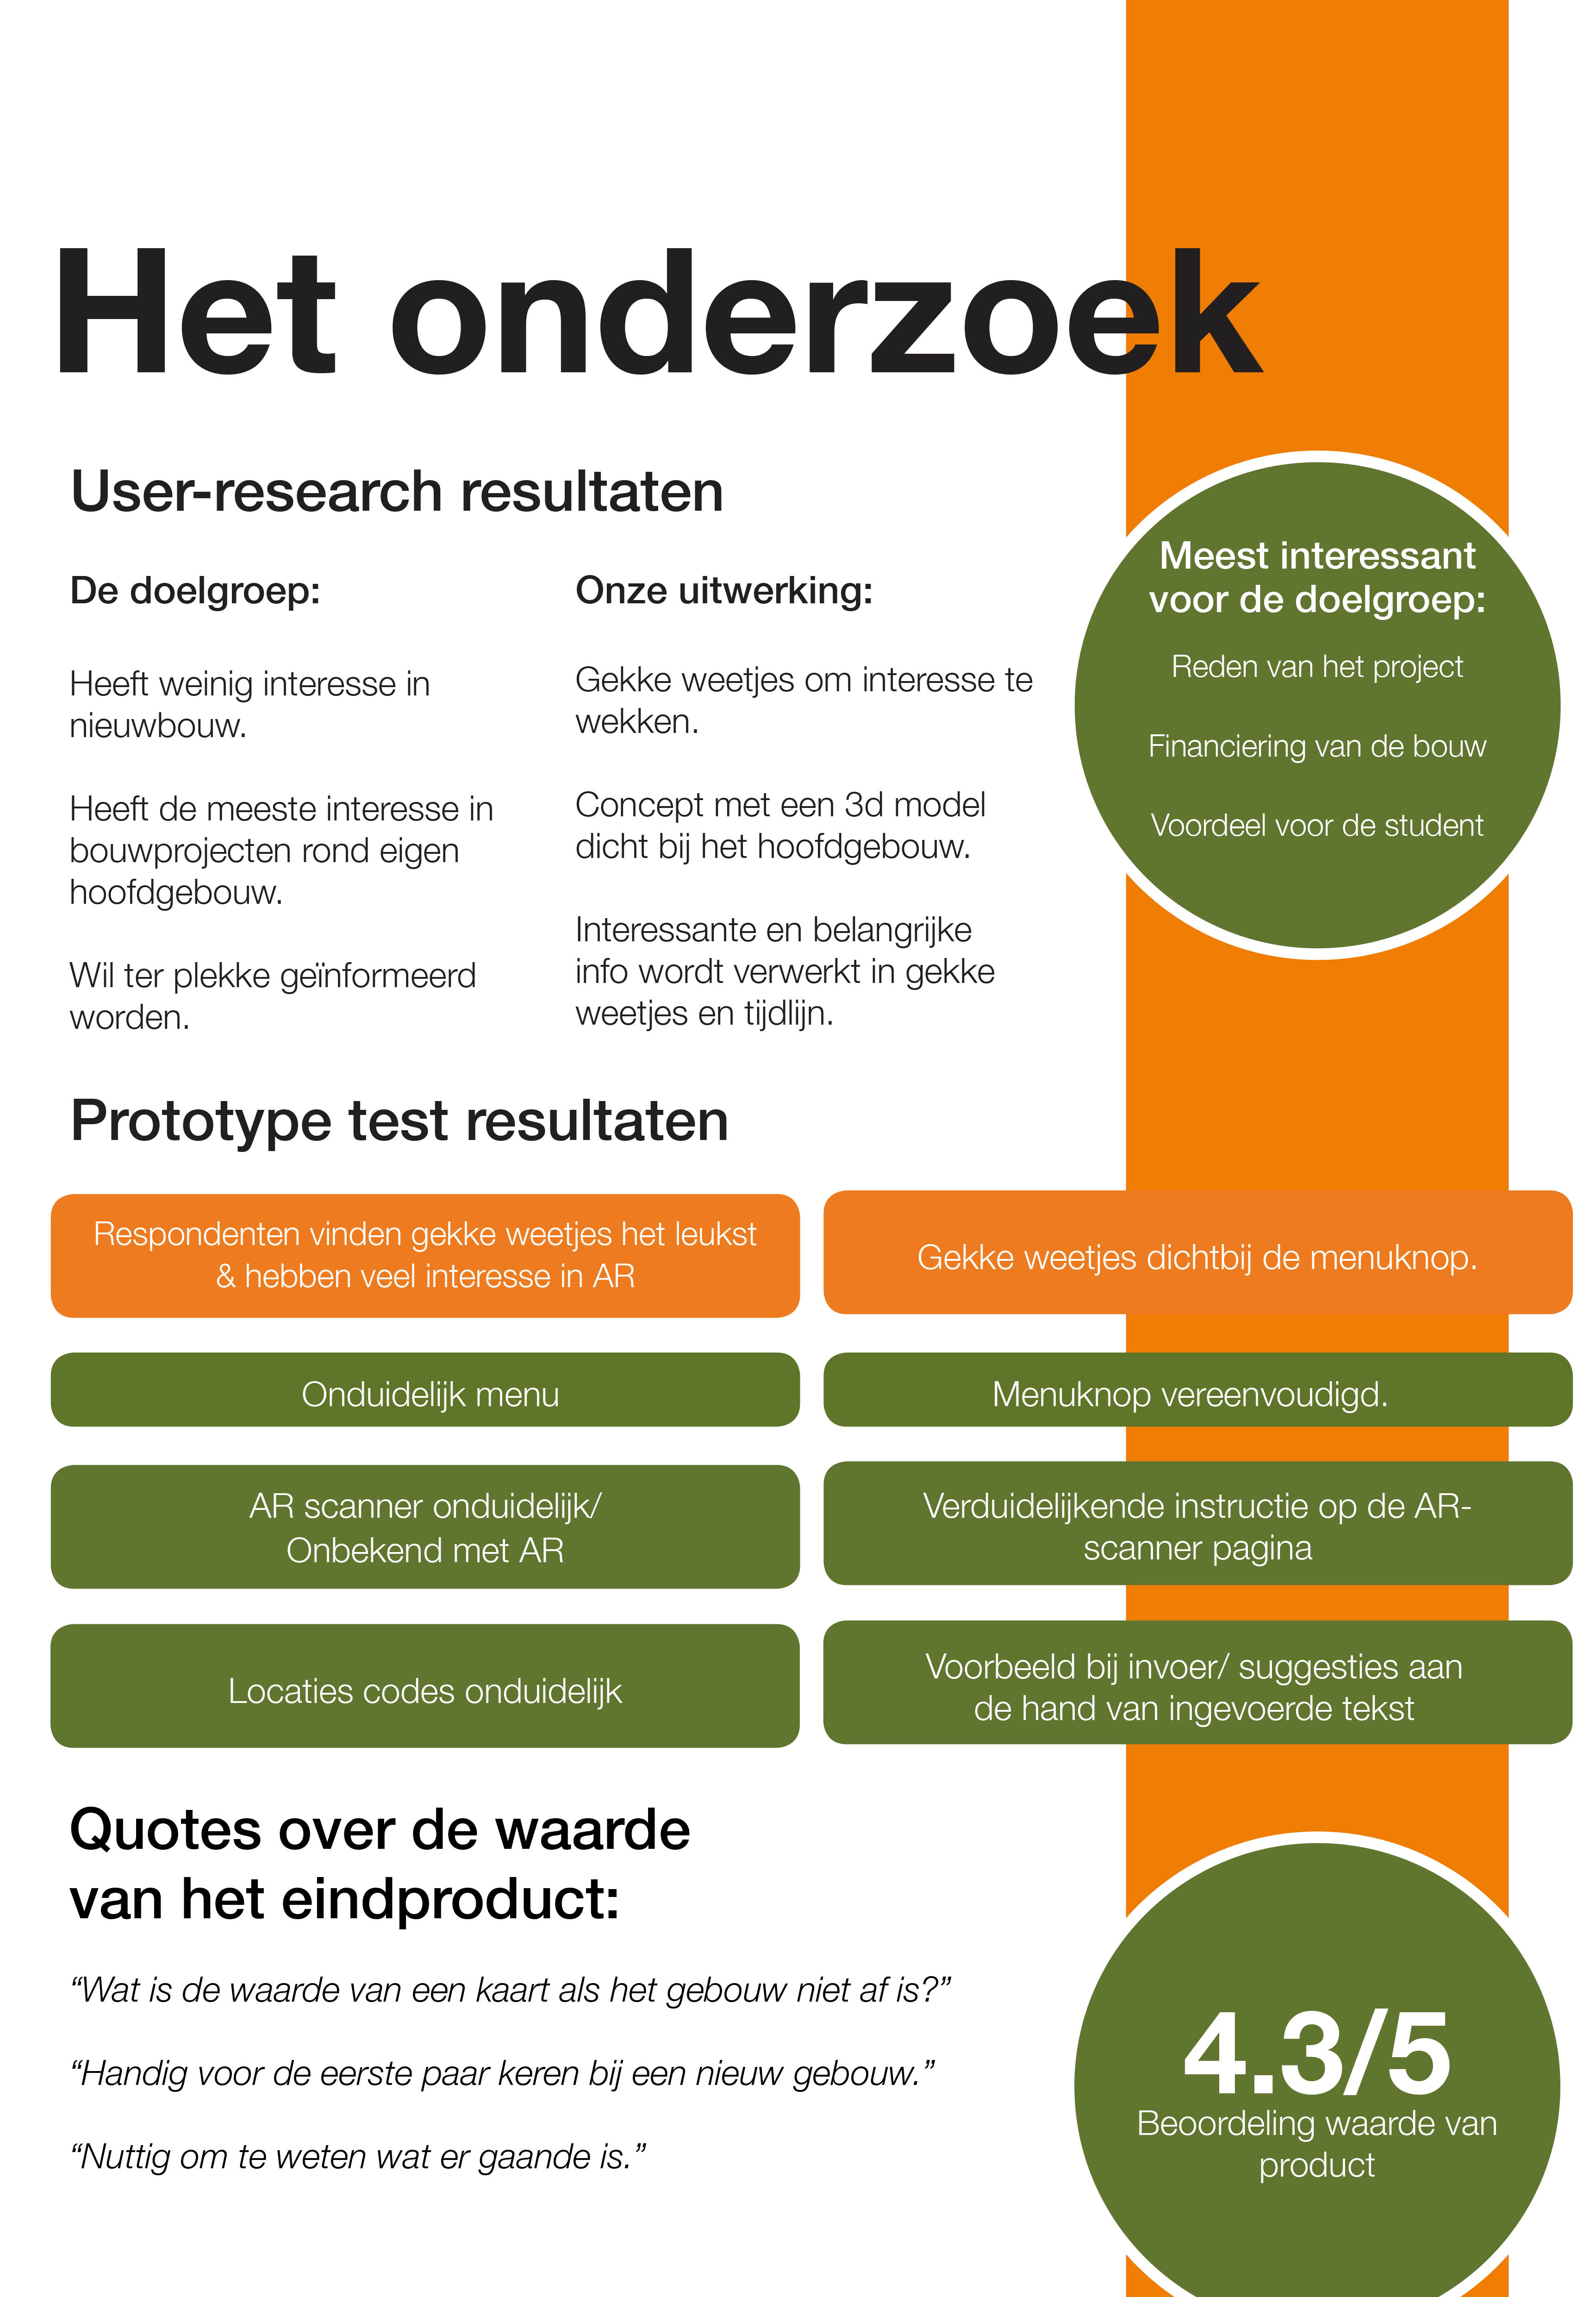 Het onderzoek
User-research resultaten
De doelgroep:
Heeft weinig interesse in
nieuwbouw.
Heeft de meeste interesse in
bouwprojecten rond eigen
hoofdgebouw.
Wil ter plekke geïnformeerd
worden.
Onze uitwerking:
Gekke weetjes om interesse te
wekken.
Concept met een 3d model
dicht bij het hoofdgebouw.
Interessante en belangrijke
info wordt verwerkt in gekke
weetjes en tijdlijn.
Meest interessant
voor de doelgroep:
Reden van het project
Financiering van de bouw
Voordeel voor de student
Prototype test resultaten
Respondenten vinden gekke weetjes het leukst
& hebben veel interesse in AR
Gekke weetjes dichtbij de menuknop.
Onduidelijk menu
Menuknop vereenvoudigd.
AR scanner onduidelijk/
Onbekend met AR
Verduidelijkende instructie op de AR-
scanner pagina
Locaties codes onduidelijk
Voorbeeld bij invoer/ suggesties aan
de hand van ingevoerde tekst
Quotes over de waarde
van het eindproduct:
“Wat is de waarde van een kaart als het gebouw niet af is?”
“Handig voor de eerste paar keren bij een nieuw gebouw.”
“Nuttig om te weten wat er gaande is.”
4.3/5
Beoordeling waarde van
product